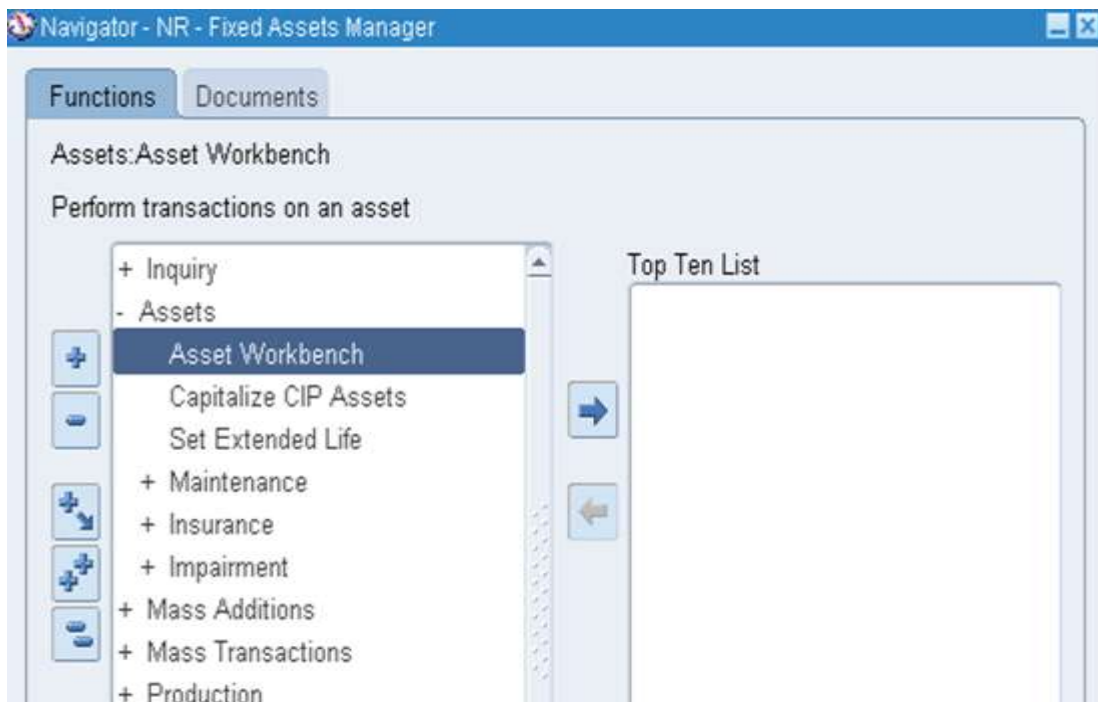 Navigator - NR - Fixed Assets Manager
Functions Documents
Assets:Asset Workbench
Perform transactions on an asset
Top Ten List
+ Inquiry
- Assets
Asset Workbench
Capitalize CIP Assets
Set Extended Life
+ Maintenance
+ Insurance
+ Impairment
+ Mass Additions
+ Mass Transactions
+ Production